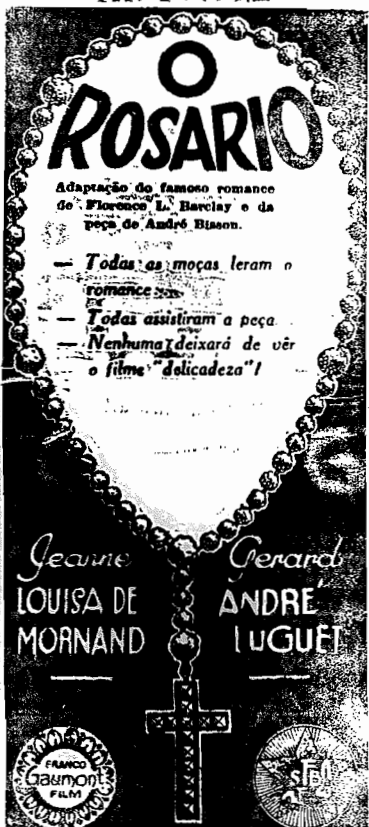 O
ROSARIO
Adaptação do famoso romance
de Florence L. Barclay e da
peça de André Bisson.
— Todas as moças leram o
romance
— Todas assistiram a peça
— Nenhuma deixará de vêr
o filme "delicadeza"!
Jeanne
LOUISA DE
MORNAND
Gerard
ANDRÉ
LUGUET
FRANCO
Gaumont
FILM